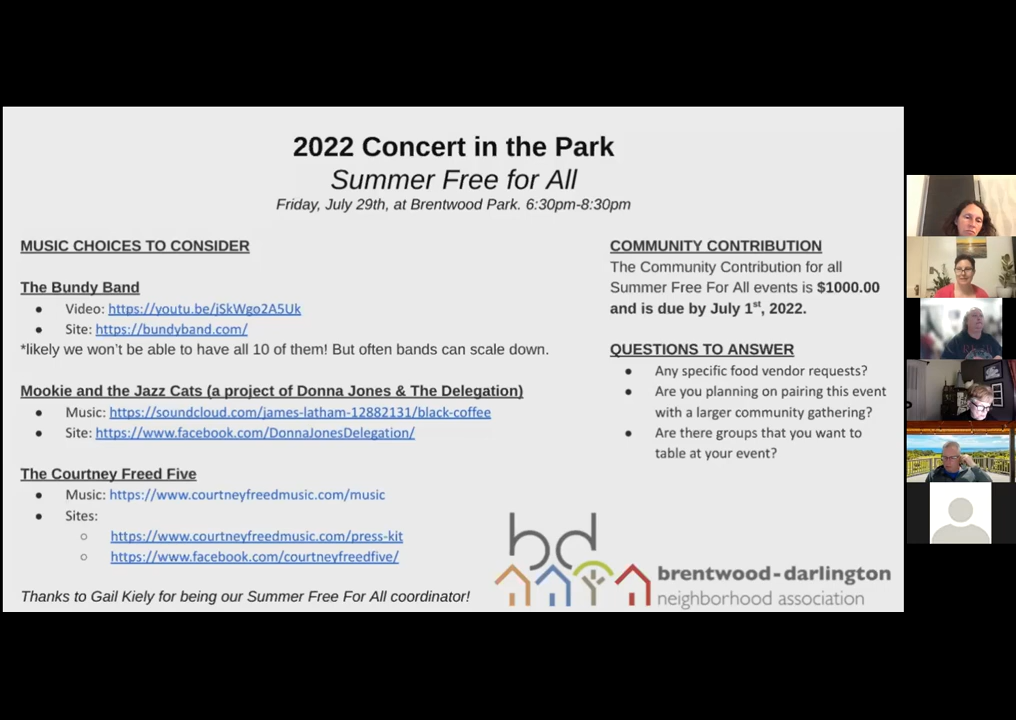 2022 Concert in the Park
Summer Free for All
Friday, July 29th, at Brentwood Park. 6:30pm-8:30pm
MUSIC CHOICES TO CONSIDER
The Bundy Band
● Video: https://youtu.be/jSkWgo2A5Uk
● Site: https://bundyband.com/
*likely we won't be able to have all 10 of them! But often bands can scale down.
Mookie and the Jazz Cats (a project of Donna Jones & The Delegation)
● Music: https://soundcloud.com/james-latham-12882131/black-coffee
● Site: https://www.facebook.com/DonnaJonesDelegation/
The Courtney Freed Five
● Music: https://www.courtneyfreedmusic.com/music
● Sites:
○ https://www.courtneyfreedmusic.com/press-kit
○ https://www.facebook.com/courtneyfreedfive/
Thanks to Gail Kiely for being our Summer Free For All coordinator!
COMMUNITY CONTRIBUTION
The Community Contribution for all
Summer Free For All events is $1000.00
and is due by July 1st, 2022.
QUESTIONS TO ANSWER
● Any specific food vendor requests?
● Are you planning on pairing this event
with a larger community gathering?
● Are there groups that you want to
table at your event?
bd
brentwood-darlington
neighborhood association